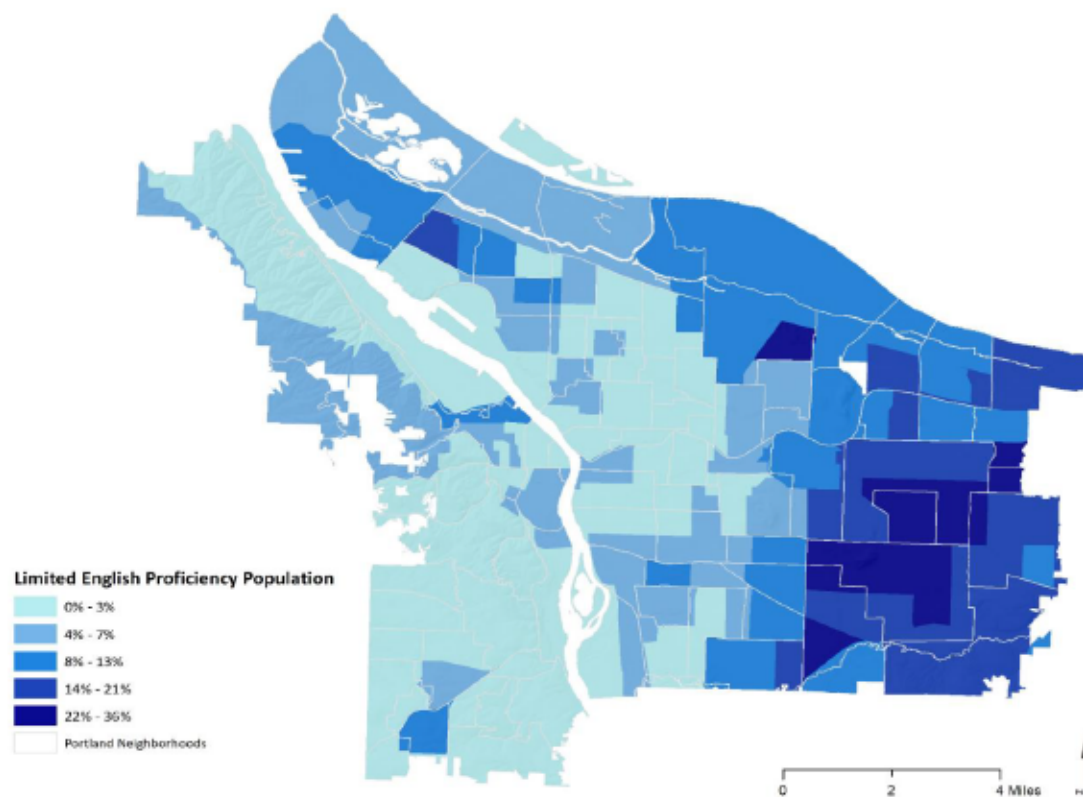 Limited English Proficiency Population
0% - 3%
4% - 7%
8% - 13%
14% - 21%
22% - 36%
Portland Neighborhoods
0 2 4 Miles